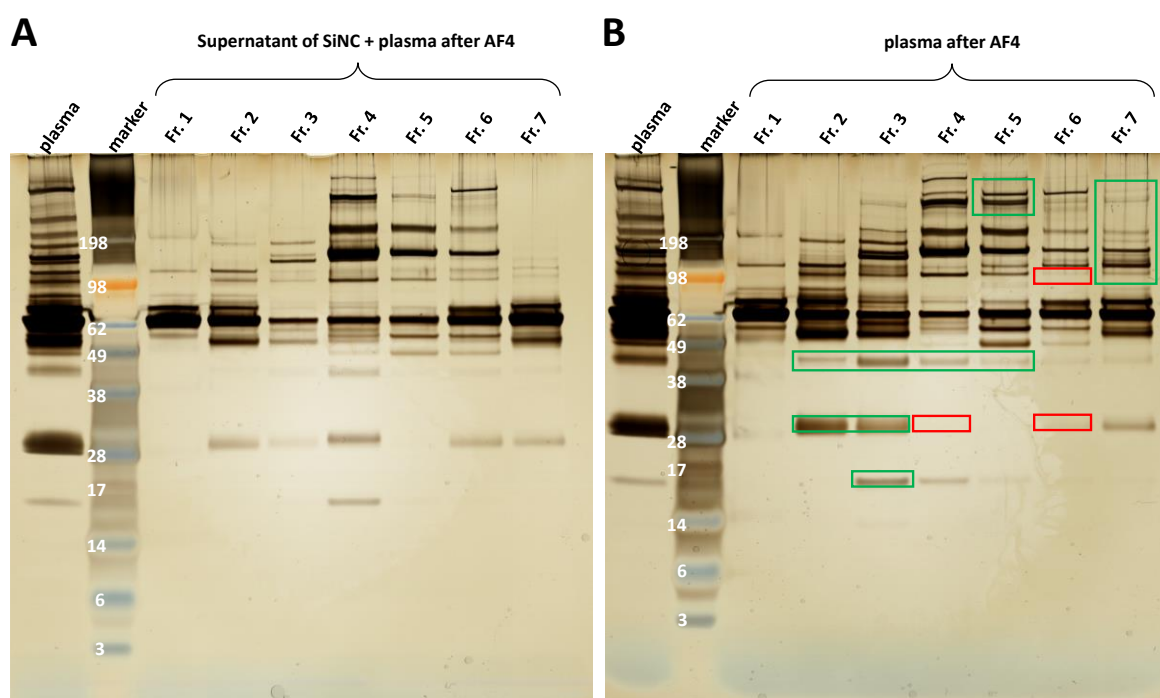 A
Supernatant of SiNC + plasma after AF4
plasma
marker
Fr. 1
Fr. 2
Fr. 3
Fr. 4
Fr. 5
Fr. 6
Fr. 7
198
98
62
49
38
28
17
14
6
3
B
plasma after AF4
plasma
marker
Fr. 1
Fr. 2
Fr. 3
Fr. 4
Fr. 5
Fr. 6
Fr. 7
198
98
62
49
38
28
17
14
6
3